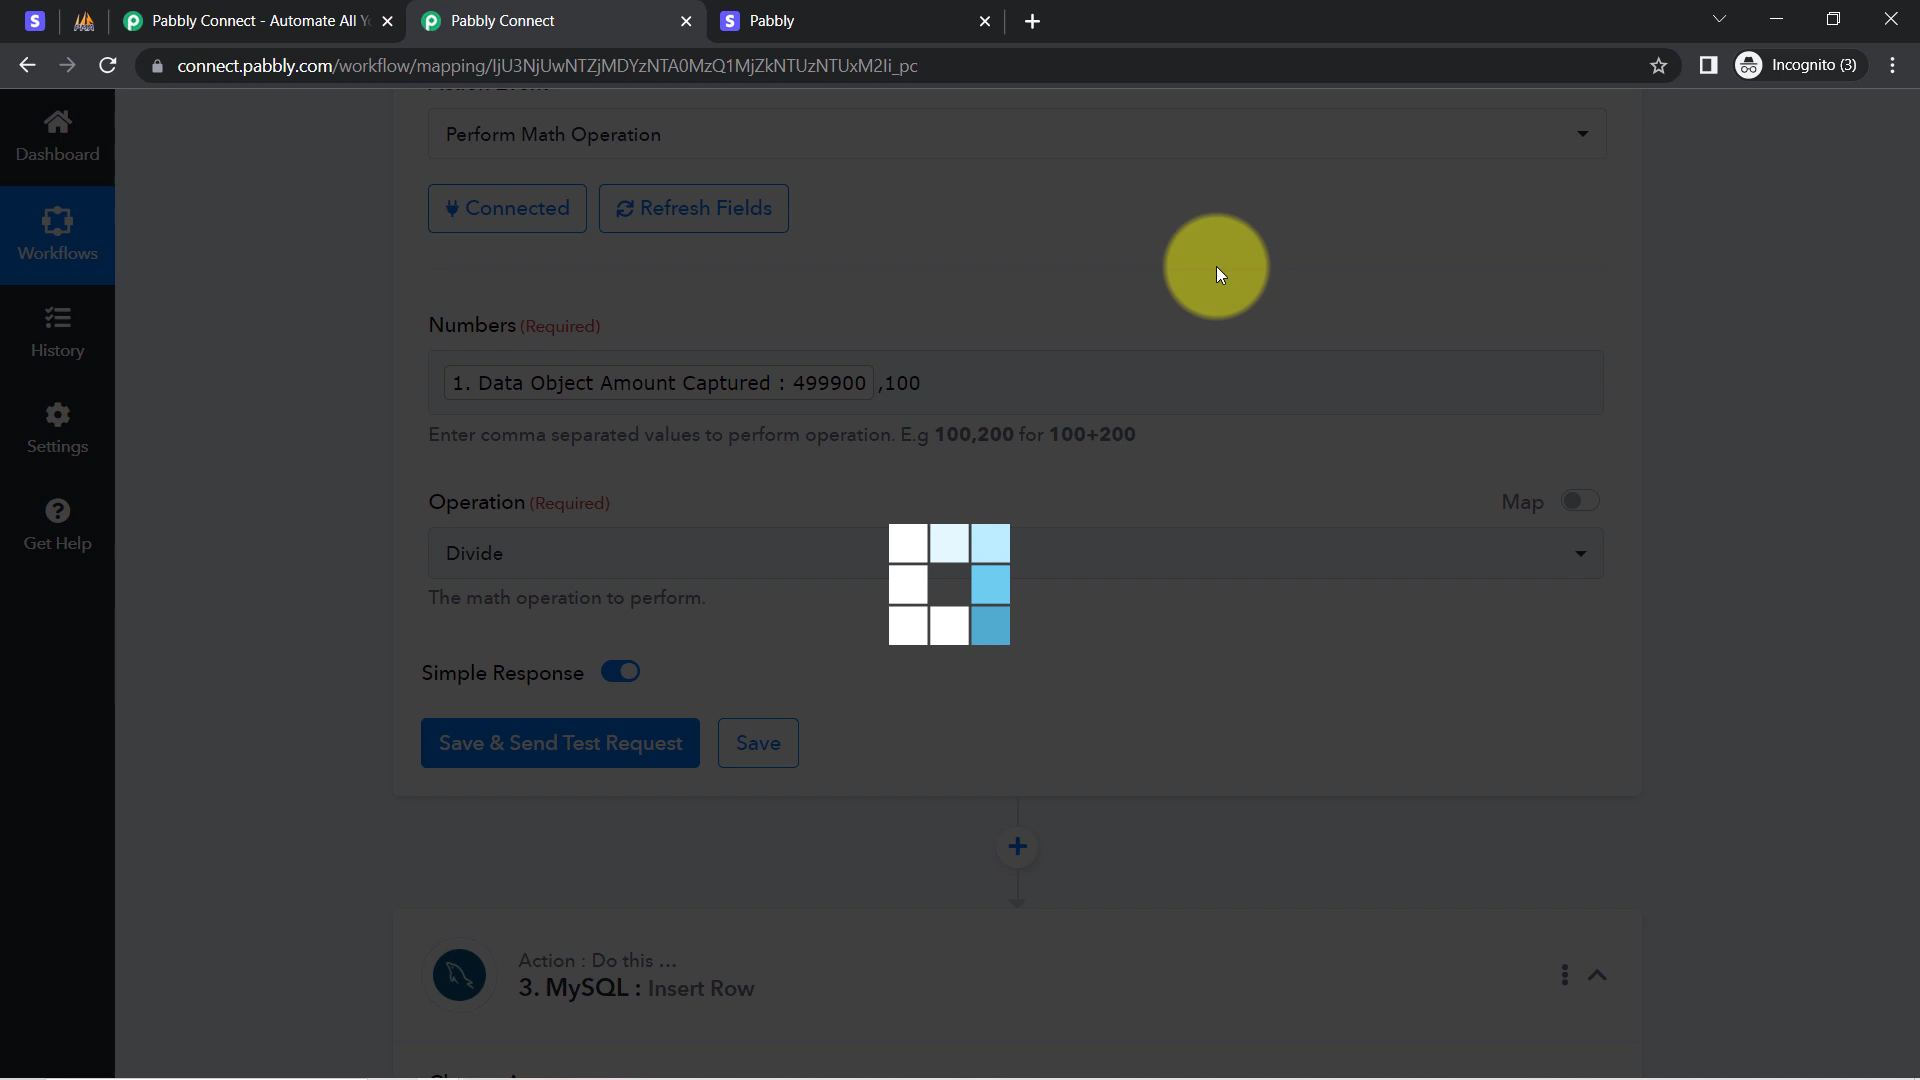 Pabbly Connect - Automate All Y
Pabbly Connect
Pabbly
connect.pabbly.com/workflow/mapping/IjU3NjUwNTZjMDYzNTA0MzQ1MjZkNTUzNTUxM2Ii_pc
Incognito (3)
Dashboard
Workflows
History
Settings
Get Help
Perform Math Operation
Connected
Refresh Fields
Numbers (Required)
1. Data Object Amount Captured : 499900 ,100
Enter comma separated values to perform operation. E.g 100,200 for 100+200
Operation (Required)
Map
Divide
The math operation to perform.
Simple Response
Save & Send Test Request
Save
Action : Do this ...
3. MySQL : Insert Row